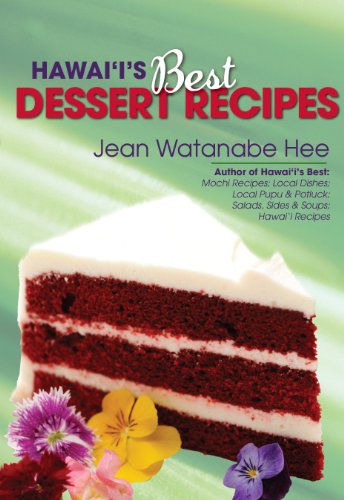 HAWAI‘I'S Best
DESSERT RECIPES
Jean Watanabe Hee
Author of Hawai‘i's Best:
Mochi Recipes; Local Dishes;
Local Pupu & Potluck;
Salads, Sides & Soups;
Hawai`i Recipes